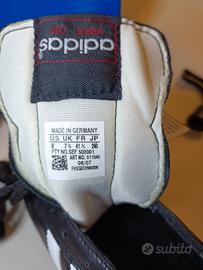 adidas
MADE IN GERMANY
US UK FR JP
8 7½ 41⅓ 260
FTY NO.SEF 502001
ART NO. 011040
06/07
subito